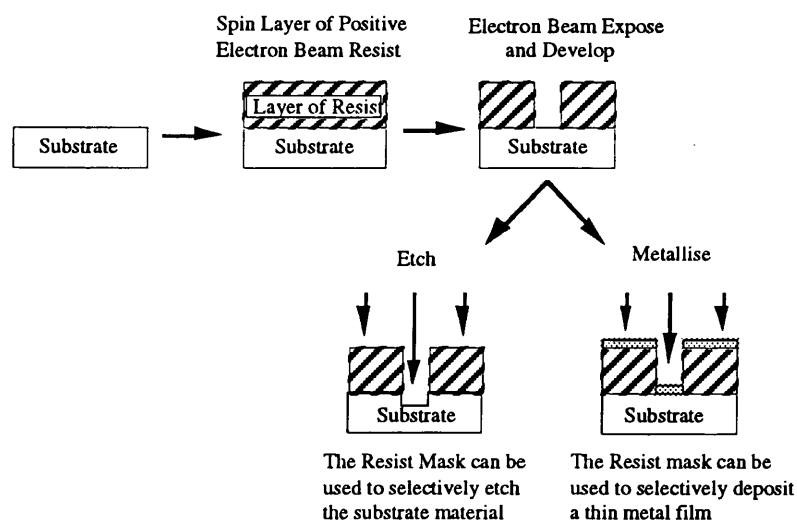 Spin Layer of Positive
Electron Beam Resist
Electron Beam Expose
and Develop
Layer of Resist
Substrate
Substrate
Substrate
Etch
Metallise
Substrate
Substrate
The Resist Mask can be
used to selectively etch
the substrate material
The Resist mask can be
used to selectively deposit
a thin metal film